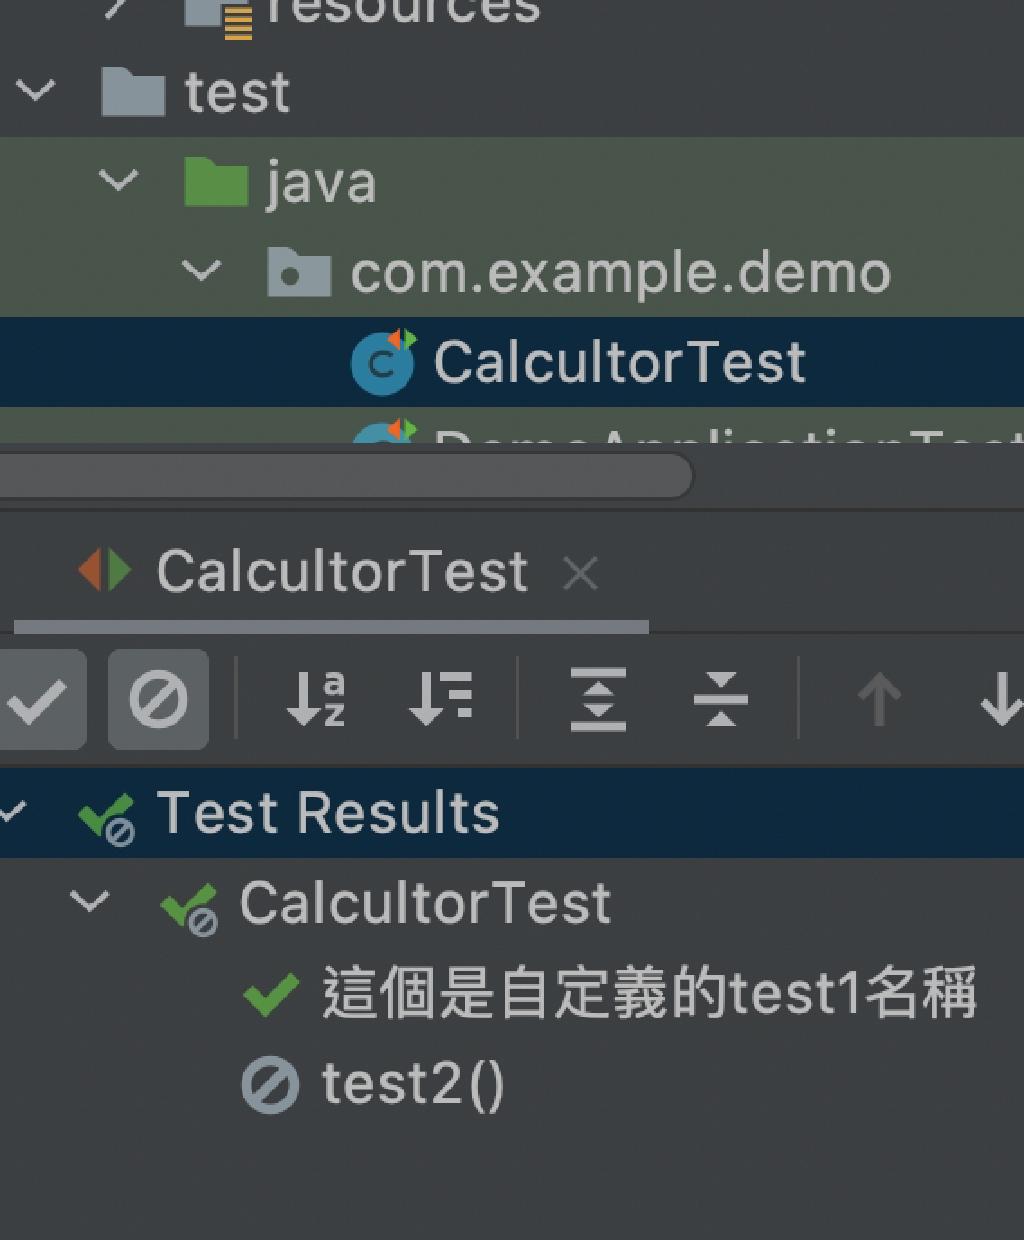 resources
test
java
com.example.demo
CalcultorTest
DemoApplicationTest
CalcultorTest
Test Results
CalcultorTest
這個是自定義的test1名稱
test2()